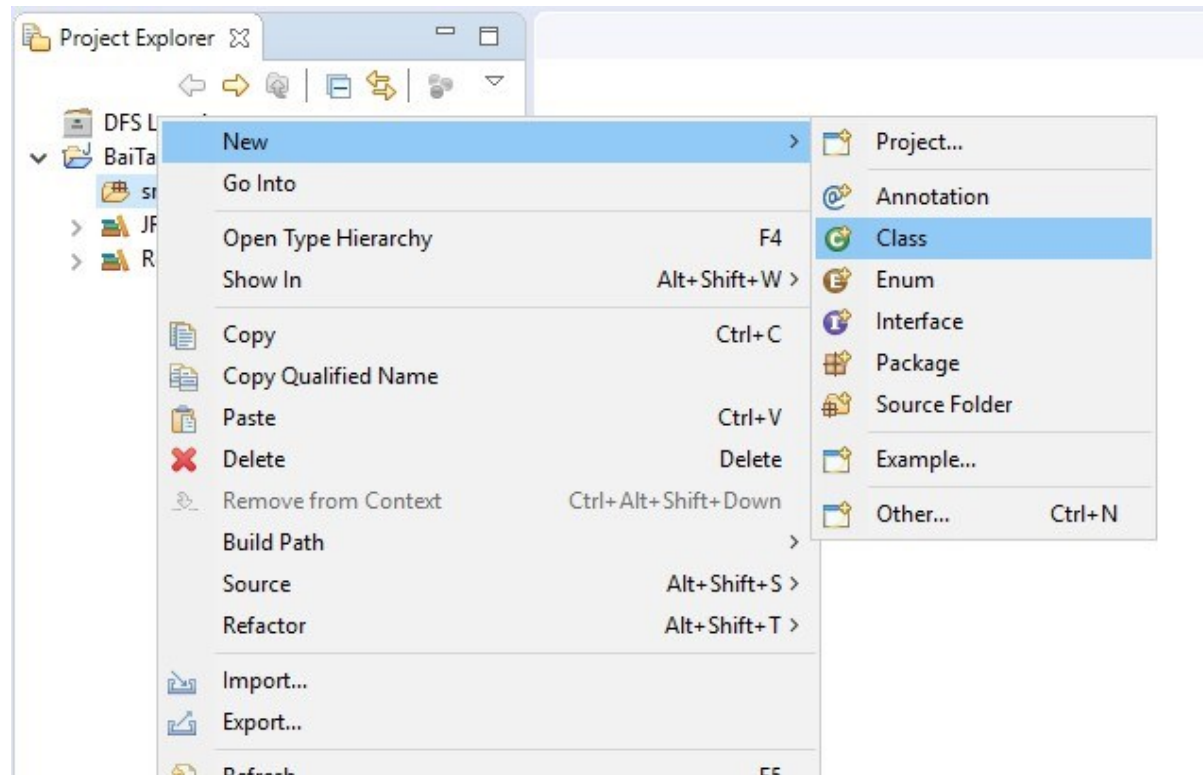 Project Explorer
DFS L
New
Project...
BaiTa
Go Into
Annotation
Open Type Hierarchy F4
Class
Show In Alt+Shift+W
Enum
Interface
Copy Ctrl+C
Package
Copy Qualified Name
Source Folder
Paste Ctrl+V
Delete Delete
Example...
Remove from Context Ctrl+Alt+Shift+Down
Other... Ctrl+N
Build Path
Source Alt+Shift+S
Refactor Alt+Shift+T
Import...
Export...
Refresh F5